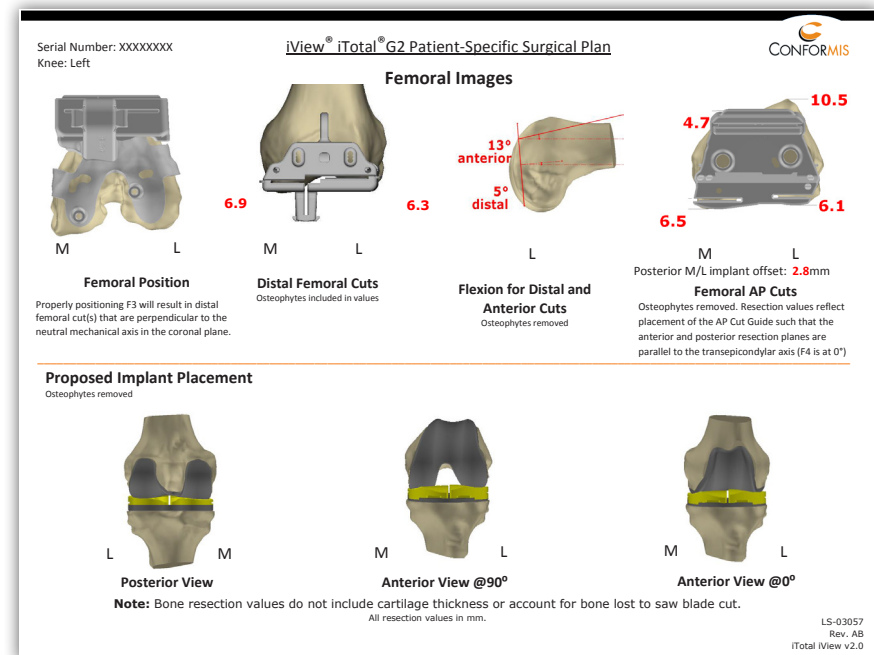 Serial Number: XXXXXXXX
Knee: Left
iView® iTotal®G2 Patient-Specific Surgical Plan
CONFORMIS
Femoral Images
6.9
6.3
13°
anterior
5°
distal
10.5
4.7
6.5
6.1
M L
M L
L
M L
Posterior M/L implant offset: 2.8mm
Femoral Position
Properly positioning F3 will result in distal
femoral cut(s) that are perpendicular to the
neutral mechanical axis in the coronal plane.
Distal Femoral Cuts
Osteophytes included in values
Flexion for Distal and
Anterior Cuts
Osteophytes removed
Femoral AP Cuts
Osteophytes removed. Resection values reflect
placement of the AP Cut Guide such that the
anterior and posterior resection planes are
parallel to the transepicondylar axis (F4 is at 0°)
Proposed Implant Placement
Osteophytes removed
L M
Posterior View
M L
Anterior View @90⁰
M L
Anterior View @0⁰
Note: Bone resection values do not include cartilage thickness or account for bone lost to saw blade cut.
All resection values in mm.
LS-03057
Rev. AB
iTotal iView v2.0